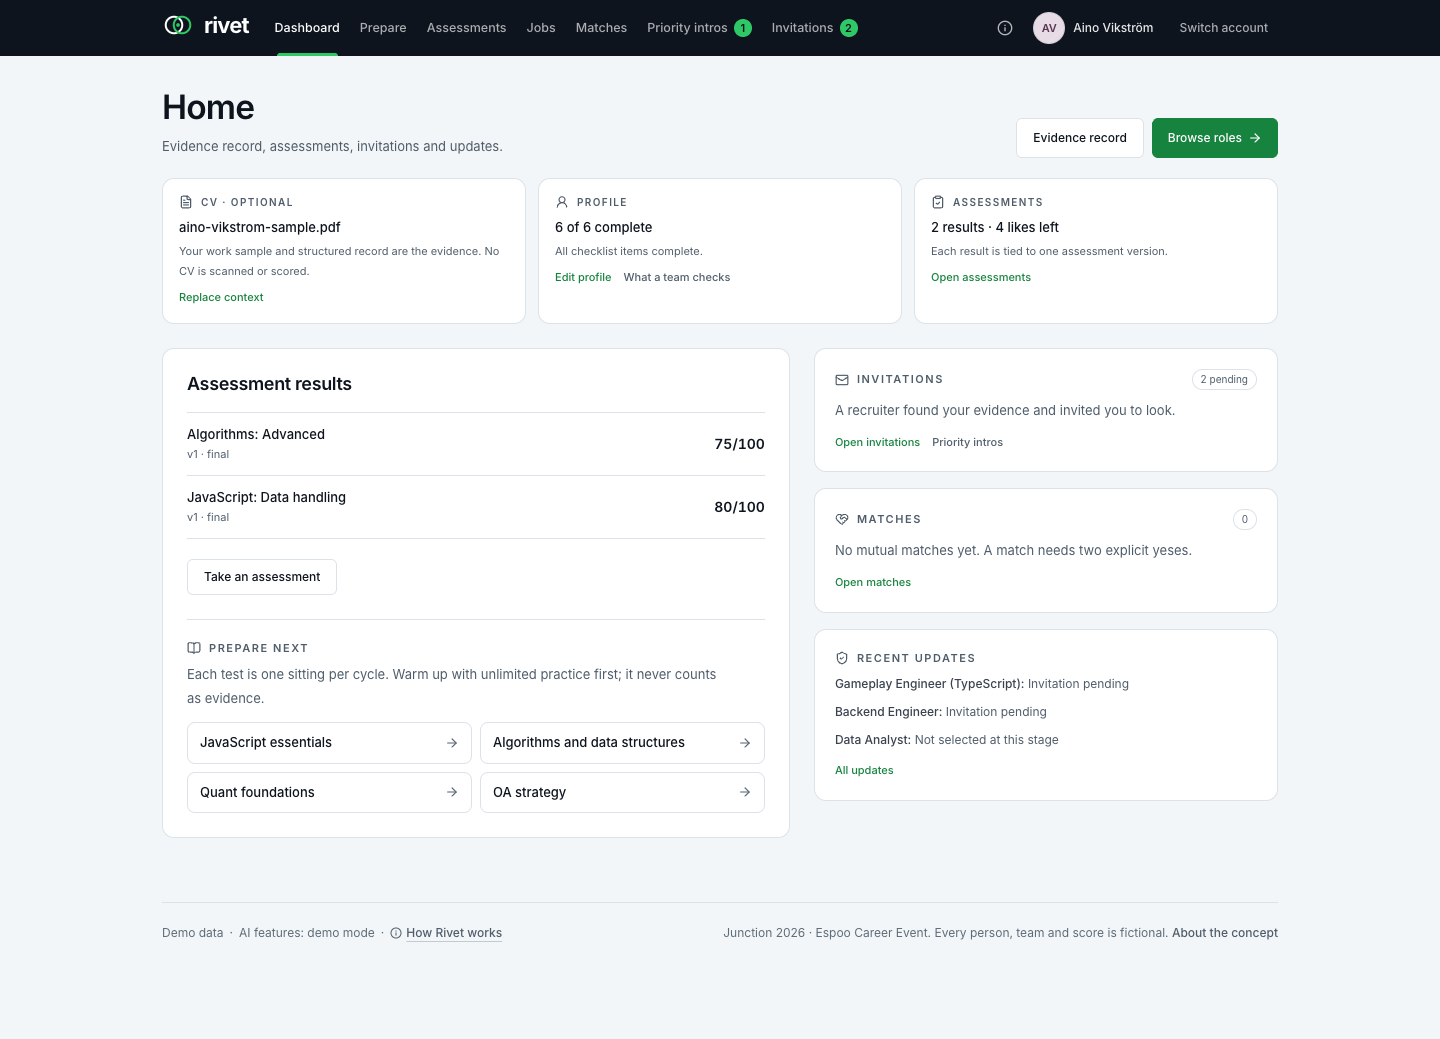 rivet
Dashboard
Prepare
Assessments
Jobs
Matches
Priority intros 1
Invitations 2
AV
Aino Vikström
Switch account
Home
Evidence record, assessments, invitations and updates.
Evidence record
Browse roles
CV · OPTIONAL
aino-vikstrom-sample.pdf
Your work sample and structured record are the evidence. No
CV is scanned or scored.
Replace context
PROFILE
6 of 6 complete
All checklist items complete.
Edit profile
What a team checks
ASSESSMENTS
2 results · 4 likes left
Each result is tied to one assessment version.
Open assessments
Assessment results
Algorithms: Advanced
v1 · final
75/100
JavaScript: Data handling
v1 · final
80/100
Take an assessment
PREPARE NEXT
Each test is one sitting per cycle. Warm up with unlimited practice first; it never counts
as evidence.
JavaScript essentials
Algorithms and data structures
Quant foundations
OA strategy
INVITATIONS
2 pending
A recruiter found your evidence and invited you to look.
Open invitations
Priority intros
MATCHES
0
No mutual matches yet. A match needs two explicit yeses.
Open matches
RECENT UPDATES
Gameplay Engineer (TypeScript): Invitation pending
Backend Engineer: Invitation pending
Data Analyst: Not selected at this stage
All updates
Demo data · AI features: demo mode · How Rivet works
Junction 2026 · Espoo Career Event. Every person, team and score is fictional. About the concept